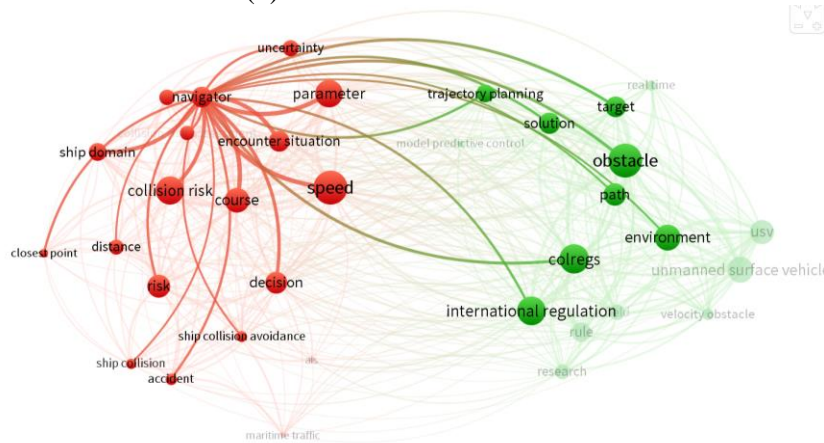 uncertainty
real time
navigator
parameter
trajectory planning
target
solution
encounter situation
model predictive control
ship domain
obstacle
collision risk
course
speed
path
usv
environment
distance
closest point
colregs
unmanned surface vehicle
risk
decision
international regulation
velocity obstacle
rule
ship collision avoidance
ship collision
ais
accident
research
maritime traffic